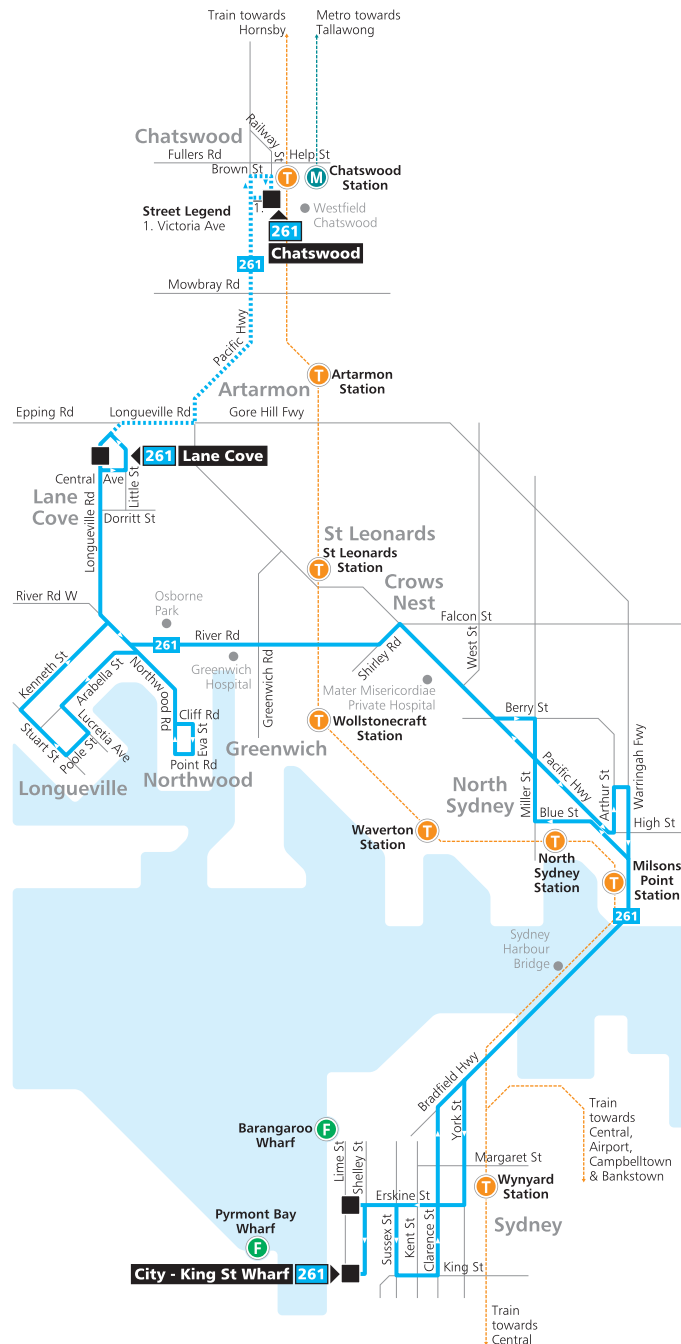 Train towards
Hornsby
Metro towards
Tallawong
Chatswood
Railway St
Fullers Rd
Help St
Brown St
T
M
Chatswood
Station
Street Legend
1. Victoria Ave
1.
Westfield
Chatswood
261
Chatswood
261
Mowbray Rd
Pacific Hwy
T
Artarmon
Station
Artarmon
Epping Rd
Longueville Rd
Gore Hill Fwy
261
Lane Cove
Central Ave
Little St
Lane
Cove
Longueville Rd
Dorritt St
St Leonards
T
St Leonards
Station
Crows
Nest
River Rd W
Osborne
Park
Falcon St
261
River Rd
Shirley Rd
West St
Kenneth St
Arabella St
Northwood Rd
Greenwich
Hospital
Greenwich Rd
Mater Misericordiae
Private Hospital
Cliff Rd
Eva St
Lucretia Ave
Stuart St
Poole St
Point Rd
Longueville
Northwood
Greenwich
T
Wollstonecraft
Station
Berry St
Pacific Hwy
Warringah Fwy
Arthur St
North
Sydney
Miller St
Blue St
High St
Waverton
Station
T
T
North
Sydney
Station
T
Milsons
Point
Station
261
Sydney
Harbour
Bridge
Bradfield Hwy
York St
Train
towards
Central,
Airport,
Campbelltown
& Bankstown
Barangaroo
Wharf
F
Lime St
Shelley St
Margaret St
T
Wynyard
Station
Erskine St
Pyrmont Bay
Wharf
F
Sussex St
Kent St
Clarence St
Sydney
City - King St Wharf
261
King St
Train
towards
Central